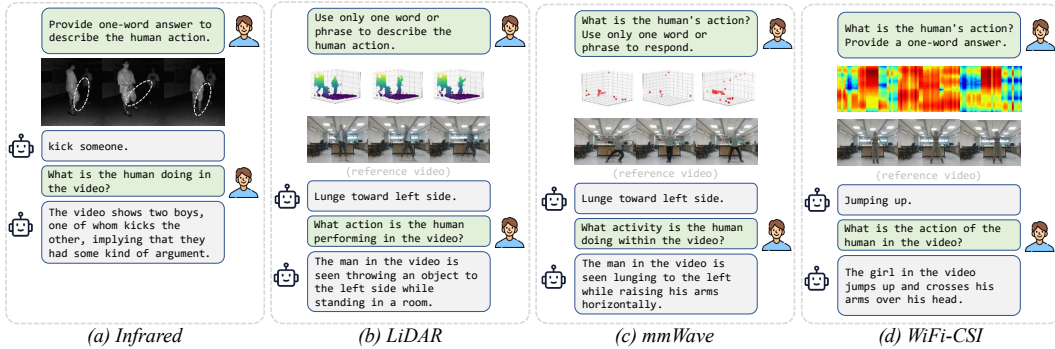 Provide one-word answer to
describe the human action.
kick someone.
What is the human doing in
the video?
The video shows two boys,
one of whom kicks the
other, implying that they
had some kind of argument.
(a) Infrared
Use only one word or
phrase to describe the
human action.
(reference video)
Lunge toward left side.
What action is the human
performing in the video?
The man in the video is
seen throwing an object to
the left side while
standing in a room.
(b) LiDAR
What is the human's action?
Use only one word or
phrase to respond.
(reference video)
Lunge toward left side.
What activity is the human
doing within the video?
The man in the video is
seen lunging to the left
while raising his arms
horizontally.
(c) mmWave
What is the human's action?
Provide a one-word answer.
(reference video)
Jumping up.
What is the action of the
human in the video?
The girl in the video
jumps up and crosses his
arms over his head.
(d) WiFi-CSI